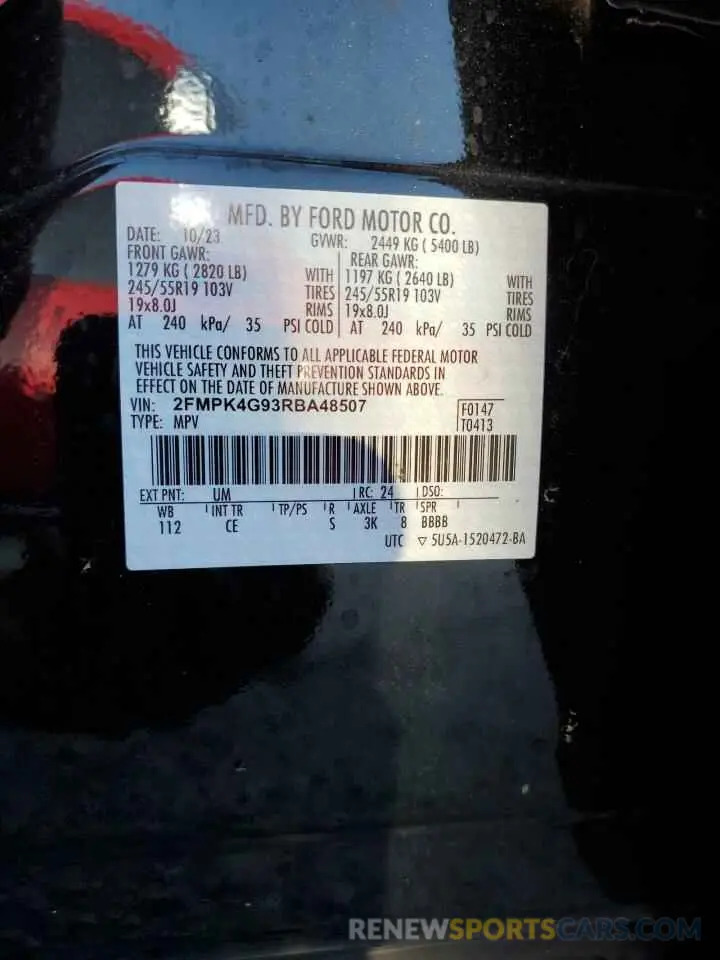 MFD. BY FORD MOTOR CO.
DATE: 10/23 GVWR: 2449 KG ( 5400 LB)
FRONT GAWR: REAR GAWR:
1279 KG ( 2820 LB) WITH 1197 KG ( 2640 LB) WITH
245/55R19 103V TIRES 245/55R19 103V TIRES
19x8.0J RIMS 19x8.0J RIMS
AT 240 kPa/ 35 PSI COLD AT 240 kPa/ 35 PSI COLD
THIS VEHICLE CONFORMS TO ALL APPLICABLE FEDERAL MOTOR
VEHICLE SAFETY AND THEFT PREVENTION STANDARDS IN
EFFECT ON THE DATE OF MANUFACTURE SHOWN ABOVE.
VIN: 2FMPK4G93RBA48507 F0147
TYPE: MPV T0413
EXT PNT: UM RC: 24 DSO:
WB INT TR TP/PS R AXLE TR SPR
112 CE S 3K 8 BBBB
UTC ▽ 5U5A-1520472-BA
RENEWSPORTSCARS.COM